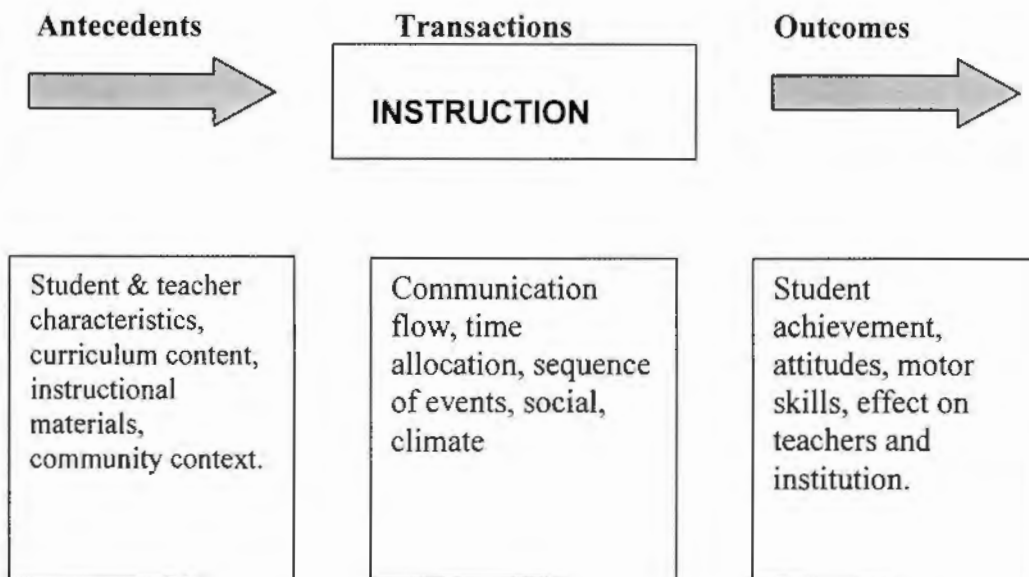 Antecedents
Transactions
Outcomes
INSTRUCTION
Student & teacher
characteristics,
curriculum content,
instructional
materials,
community context.
Communication
flow, time
allocation, sequence
of events, social,
climate
Student
achievement,
attitudes, motor
skills, effect on
teachers and
institution.